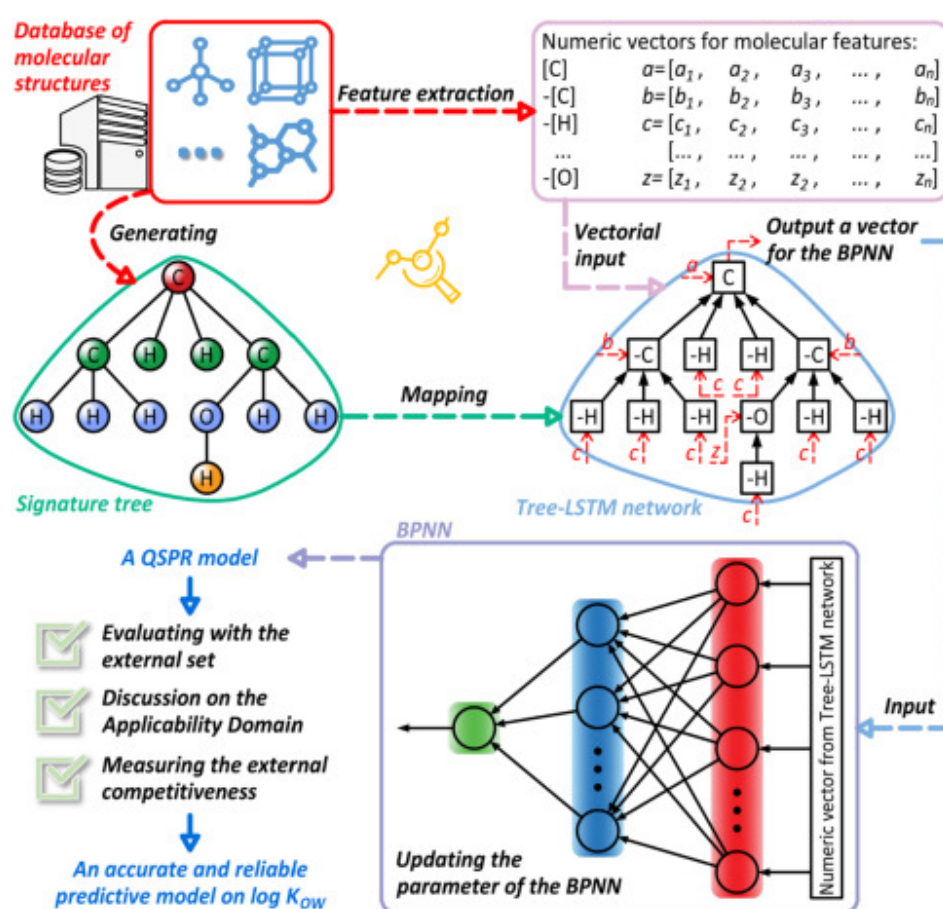 Database of
molecular
structures
Feature extraction
Numeric vectors for molecular features:
[C] a=[a1 , a2 , a3 , ... , an]
-[C] b=[b1 , b2 , b3 , ... , bn]
-[H] c=[c1 , c2 , c3 , ... , cn]
... [... , ... , ... , ... , ...]
-[O] z=[z1 , z2 , z2 , ... , zn]
Generating
Vectorial
input
Output a vector
for the BPNN
C
C H H C
H H H O H H
H
Signature tree
Mapping
a
C
b -C -H -H -C b
c c
-H -H -H -O -H -H
c c c z c c
-H
c
Tree-LSTM network
BPNN
A QSPR model
Evaluating with the
external set
Discussion on the
Applicability Domain
Measuring the external
competitiveness
An accurate and reliable
predictive model on log KOW
Updating the
parameter of the BPNN
Numeric vector from Tree-LSTM network
Input